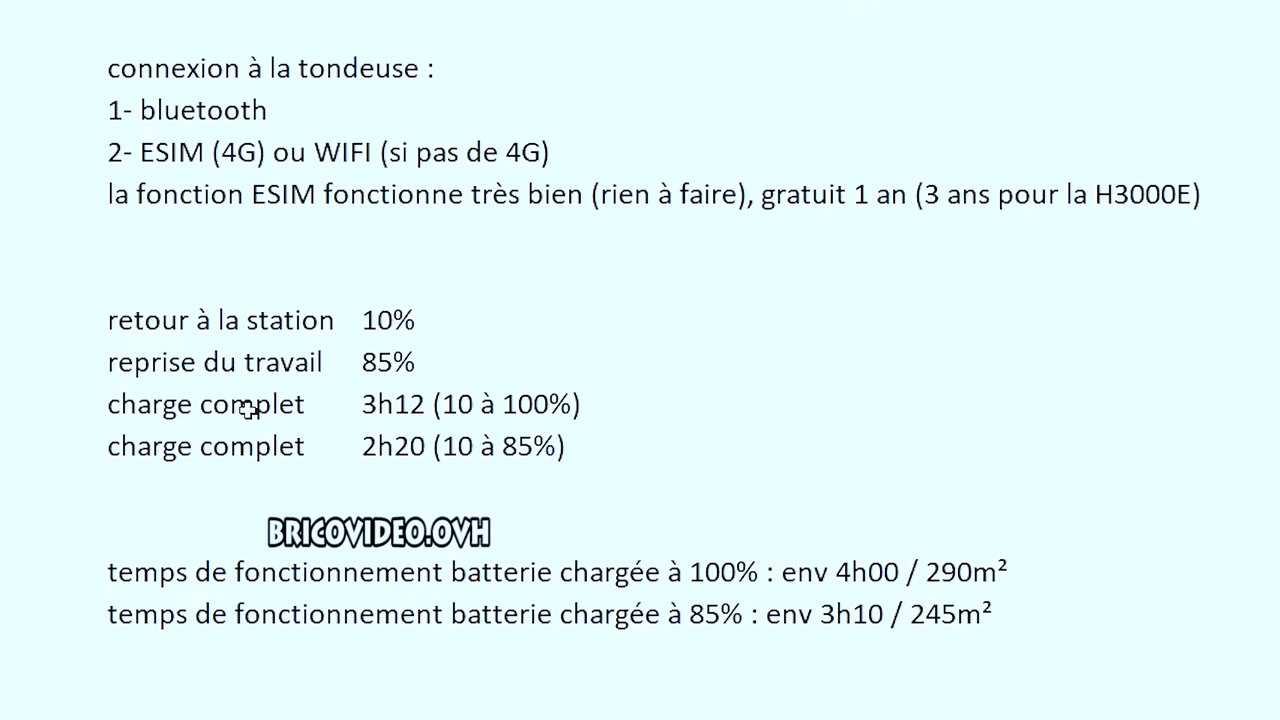 connexion à la tondeuse :
1- bluetooth
2- ESIM (4G) ou WIFI (si pas de 4G)
la fonction ESIM fonctionne très bien (rien à faire), gratuit 1 an (3 ans pour la H3000E)
retour à la station 10%
reprise du travail 85%
charge complet 3h12 (10 à 100%)
charge complet 2h20 (10 à 85%)
BRICOVIDEO.OVH
temps de fonctionnement batterie chargée à 100% : env 4h00 / 290m²
temps de fonctionnement batterie chargée à 85% : env 3h10 / 245m²